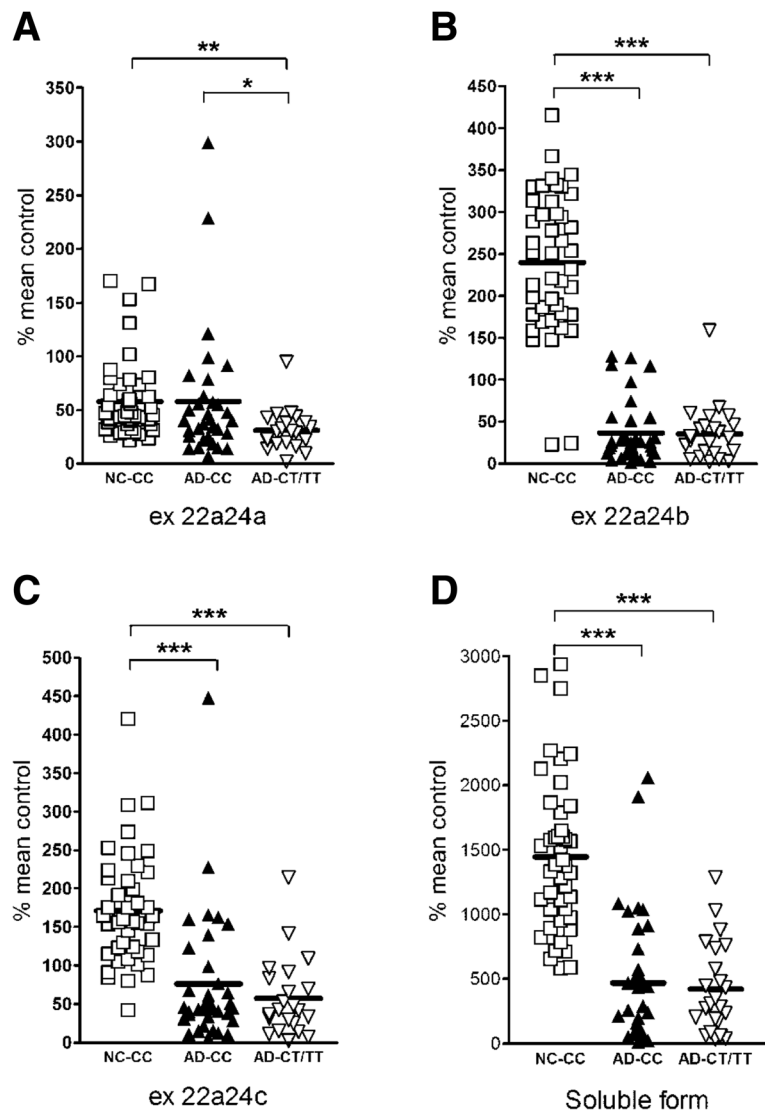 A
**
*
350
300
250
200
150
100
50
0
% mean control
NC-CC AD-CC AD-CT/TT
ex 22a24a
B
***
***
450
400
350
300
250
200
150
100
50
0
% mean control
NC-CC AD-CC AD-CT/TT
ex 22a24b
C
***
***
500
450
400
350
300
250
200
150
100
50
0
% mean control
NC-CC AD-CC AD-CT/TT
ex 22a24c
D
***
***
3000
2500
2000
1500
1000
500
0
% mean control
NC-CC AD-CC AD-CT/TT
Soluble form